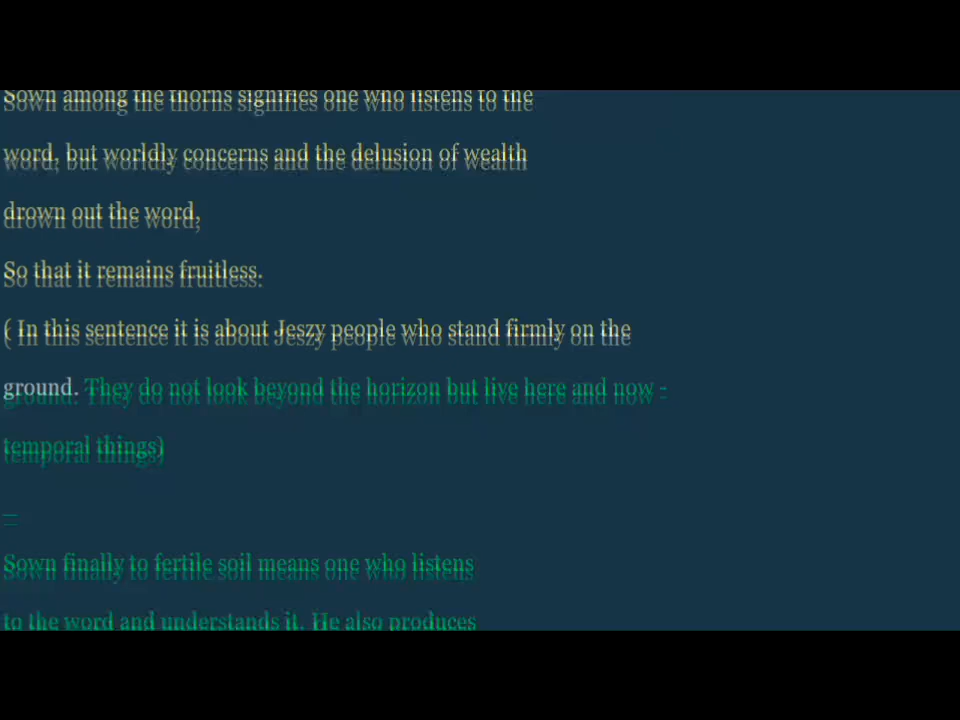 Sown among the thorns signifies one who listens to the
word, but worldly concerns and the delusion of wealth
drown out the word,
So that it remains fruitless.
( In this sentence it is about Jeszy people who stand firmly on the
ground. They do not look beyond the horizon but live here and now -
temporal things)
_
Sown finally to fertile soil means one who listens
to the word and understands it. He also produces